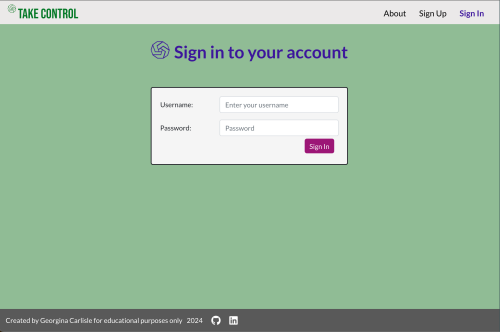 TAKE CONTROL
About Sign Up Sign In
Sign in to your account
Username: Enter your username
Password: Password
Sign In
Created by Georgina Carlisle for educational purposes only 2024